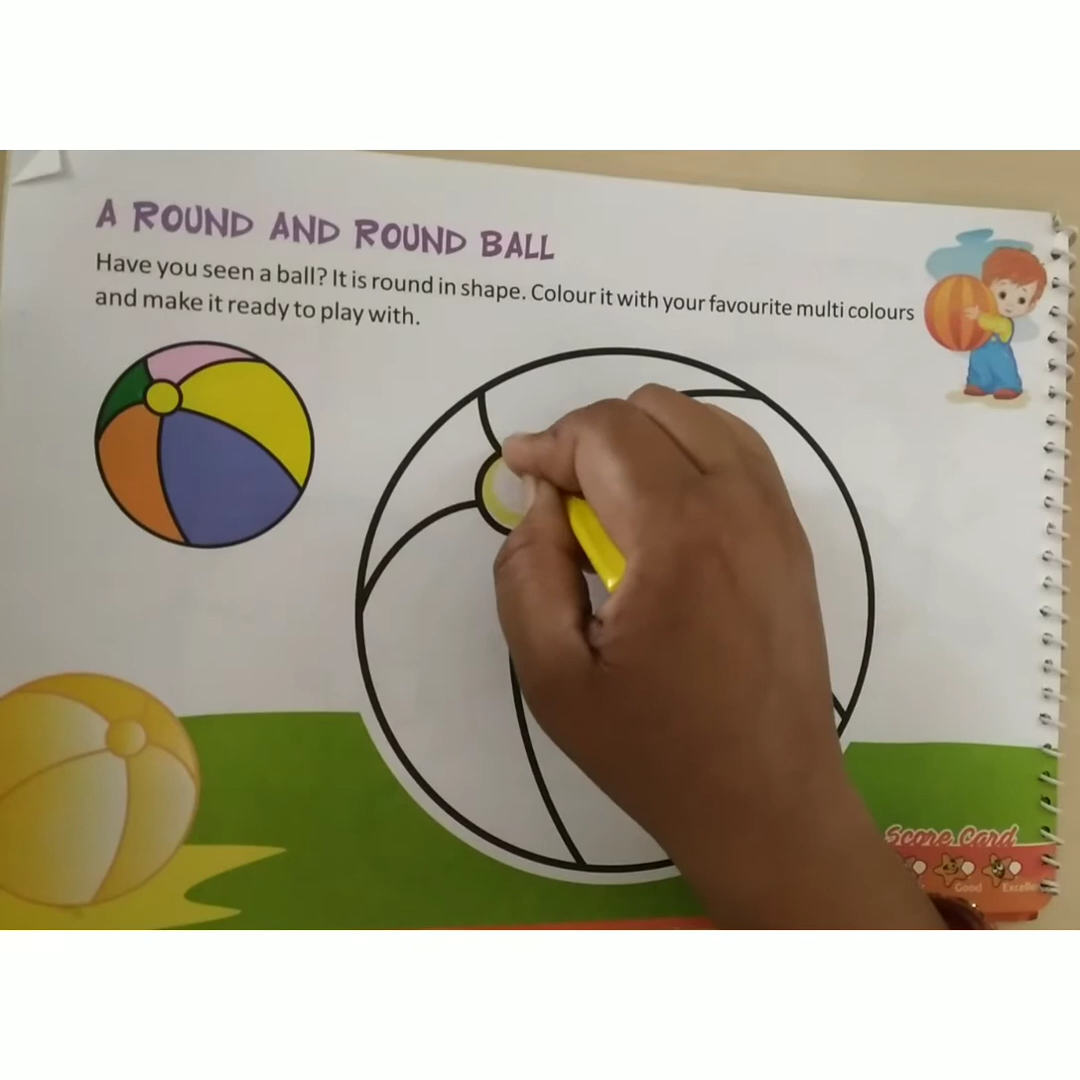 A ROUND AND ROUND BALL
Have you seen a ball? It is round in shape. Colour it with your favourite multi colours
and make it ready to play with.
Score Card
Good